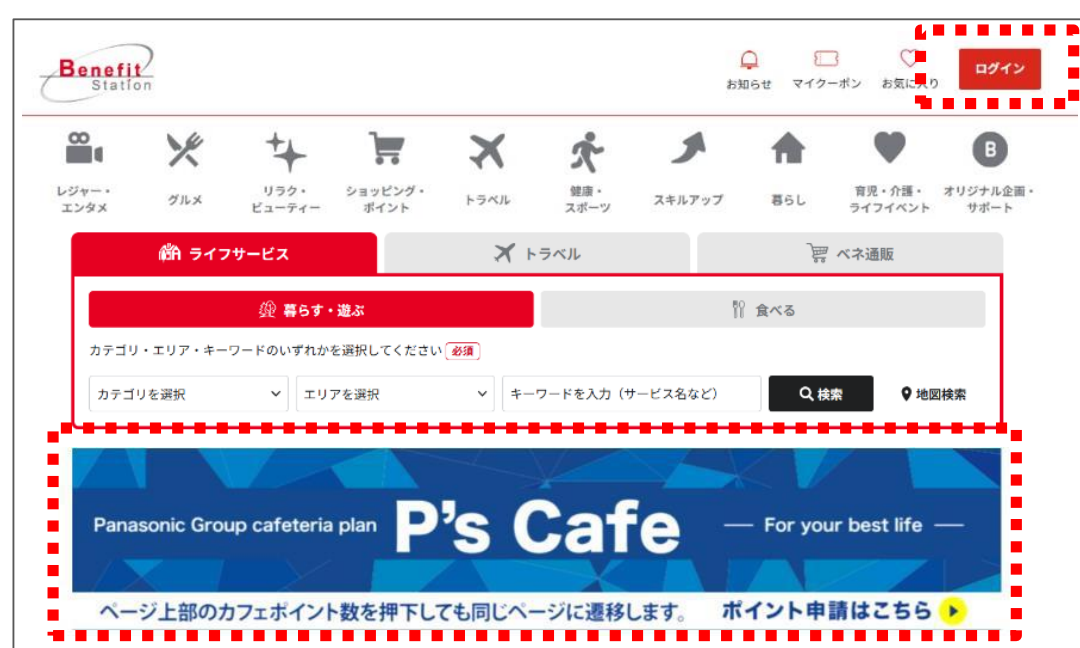 Benefit
Station
お知らせ
マイクーポン
お気に入り
ログイン
レジャー・
エンタメ
グルメ
リラク・
ビューティー
ショッピング・
ポイント
トラベル
健康・
スポーツ
スキルアップ
暮らし
育児・介護・
ライフイベント
B
オリジナル企画・
サポート
ライフサービス
トラベル
ベネ通販
暮らす・遊ぶ
食べる
カテゴリ・エリア・キーワードのいずれかを選択してください 必須
カテゴリを選択
エリアを選択
キーワードを入力（サービス名など）
検索
地図検索
Panasonic Group cafeteria plan P's Cafe — For your best life —
ページ上部のカフェポイント数を押下しても同じページに遷移します。 ポイント申請はこちら